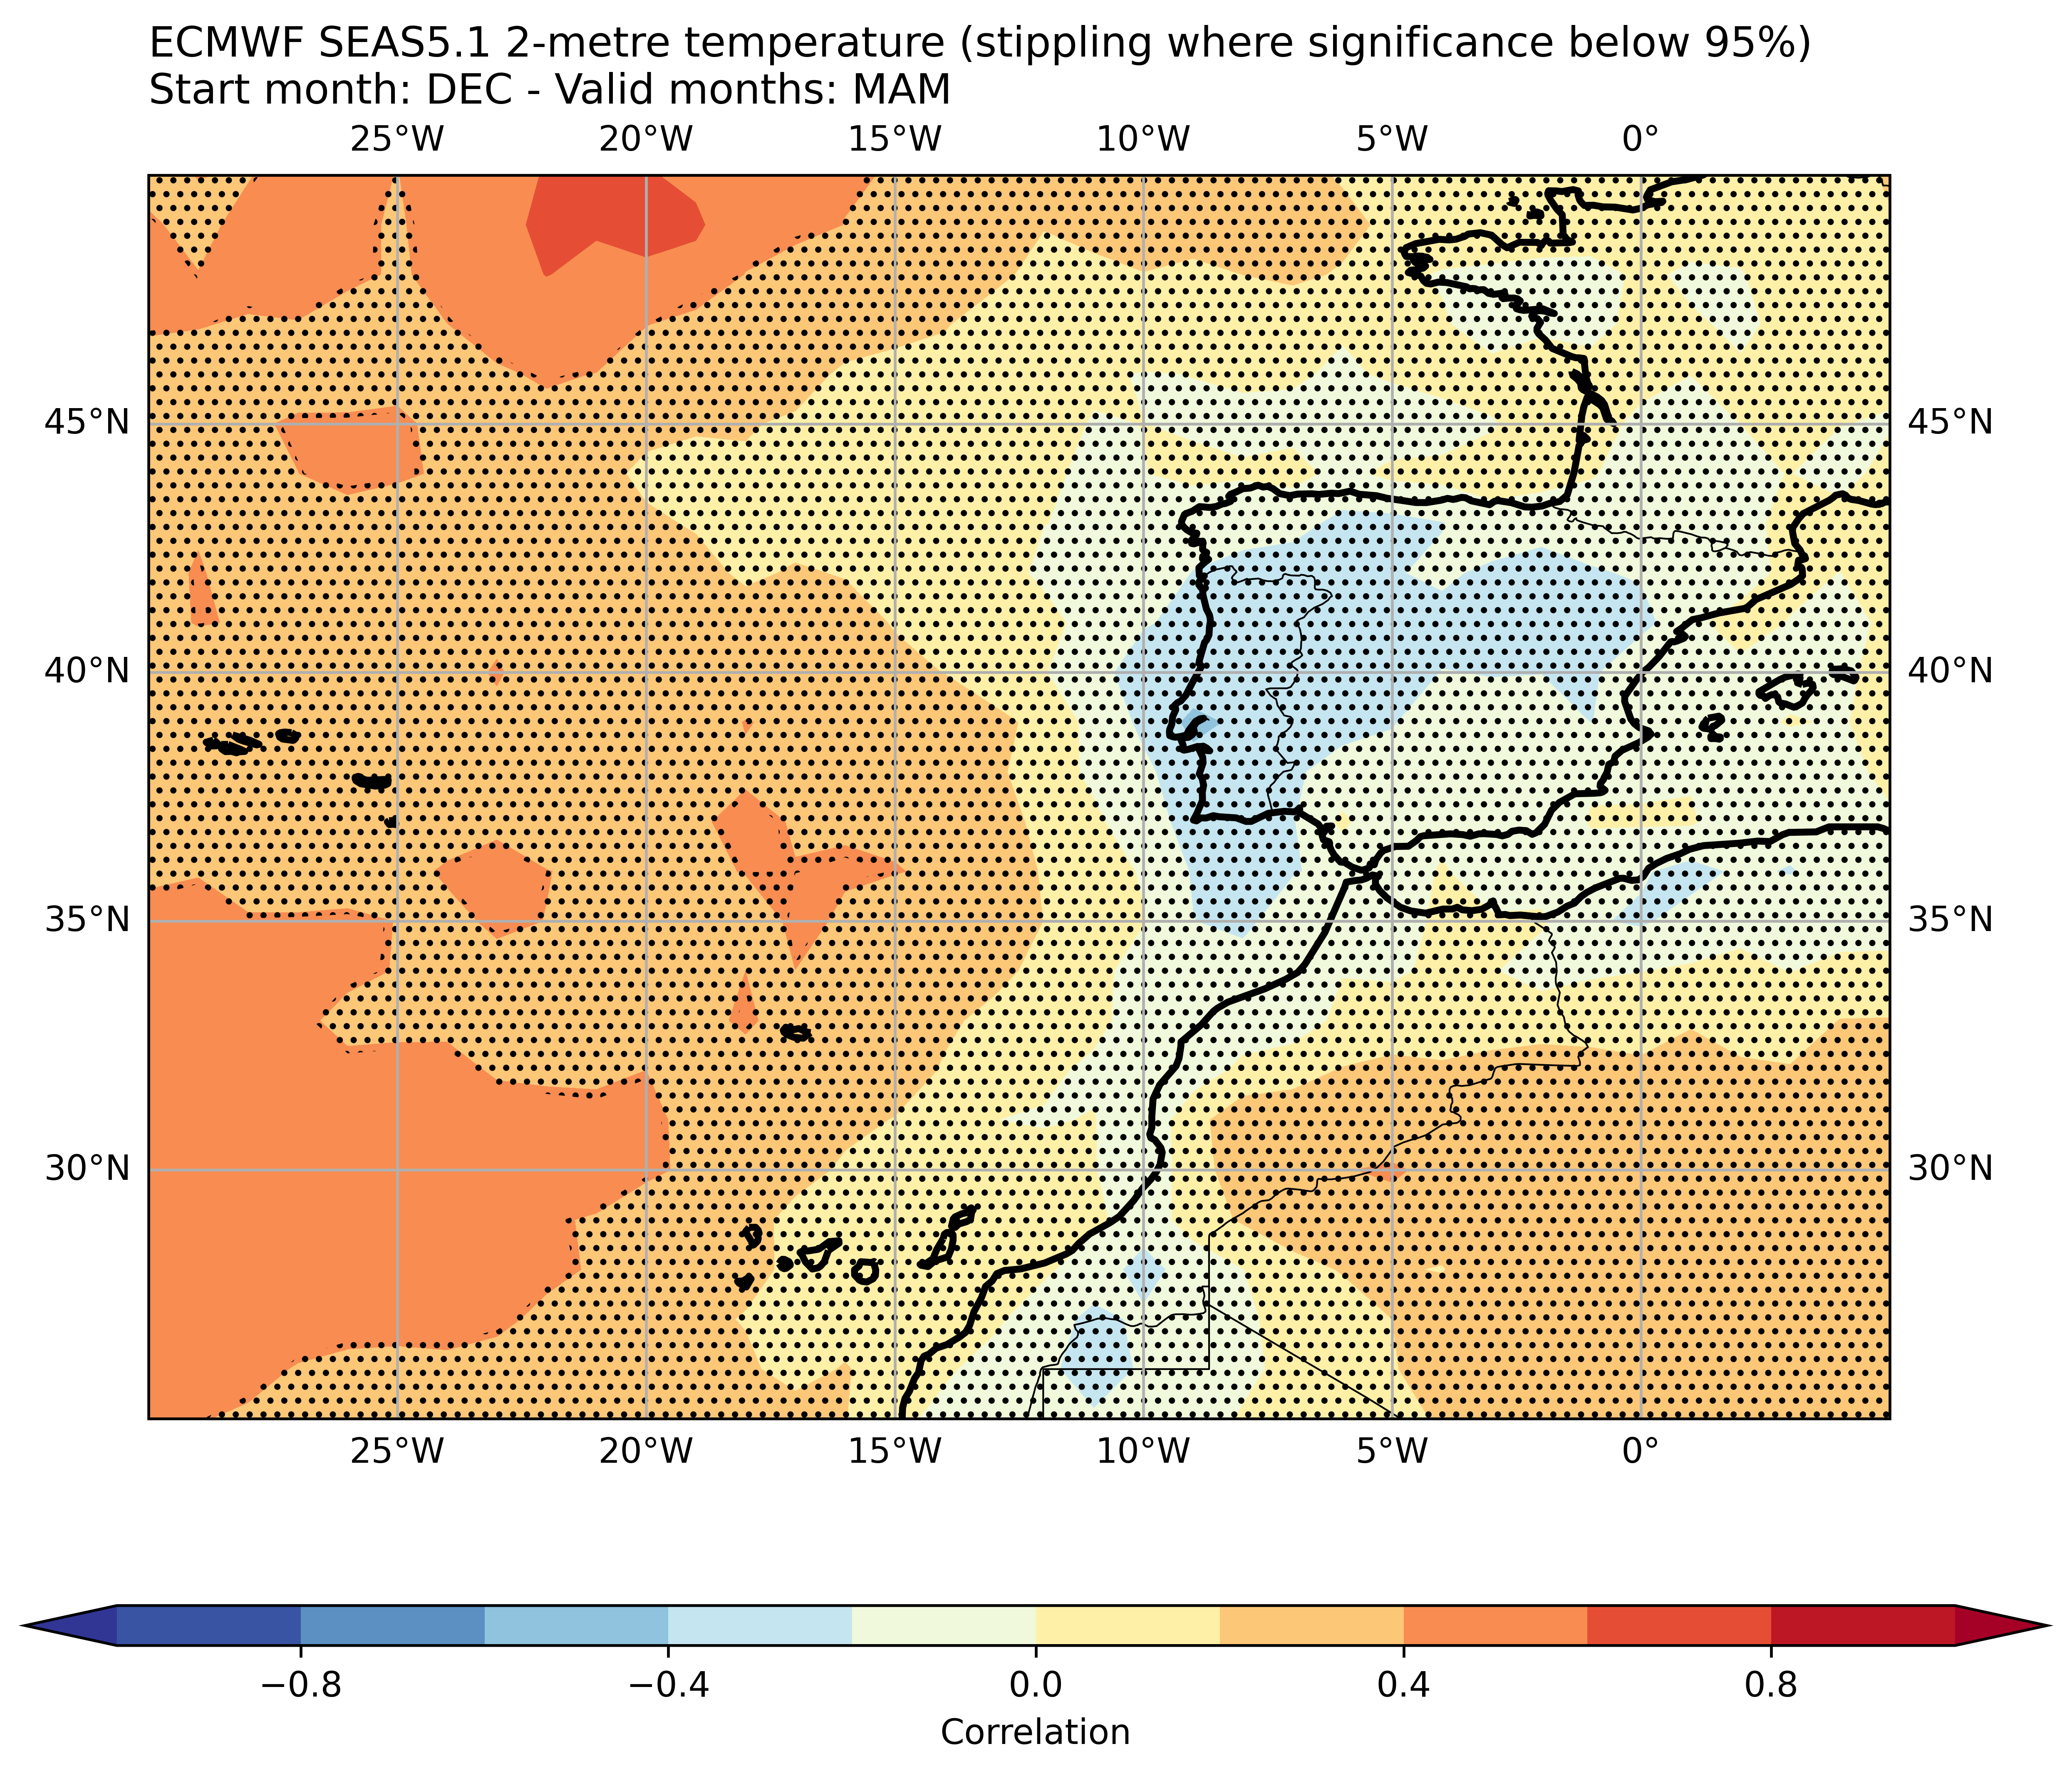 ECMWF SEAS5.1 2-metre temperature (stippling where significance below 95%)
Start month: DEC - Valid months: MAM
25°W 20°W 15°W 10°W 5°W 0°
45°N 45°N
40°N 40°N
35°N 35°N
30°N 30°N
25°W 20°W 15°W 10°W 5°W 0°
−0.8 −0.4 0.0 0.4 0.8
Correlation